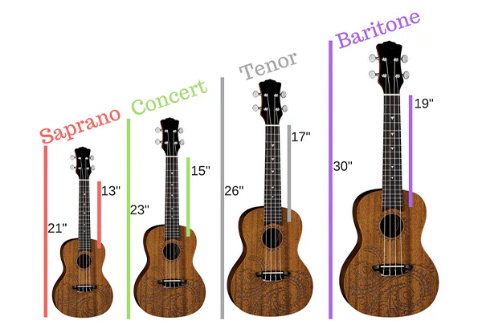 Saprano
Concert
Tenor
Baritone
21"
13"
23"
15"
26"
17"
30"
19"